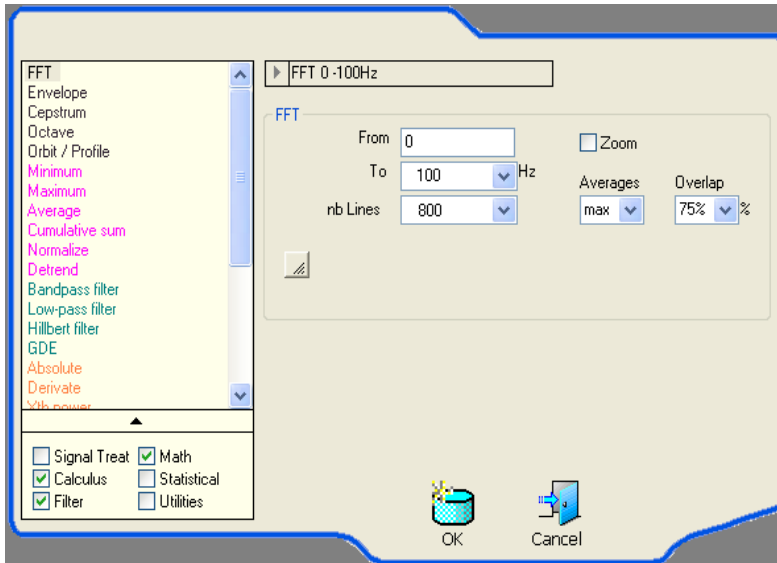 FFT
Envelope
Cepstrum
Octave
Orbit / Profile
Minimum
Maximum
Average
Cumulative sum
Normalize
Detrend
Bandpass filter
Low-pass filter
Hillbert filter
GDE
Absolute
Derivate
Xth power
Signal Treat Math
Calculus Statistical
Filter Utilities
FFT 0 -100Hz
FFT
From 0
Zoom
To 100 Hz
Averages Overlap
nb Lines 800
max 75% %
OK Cancel